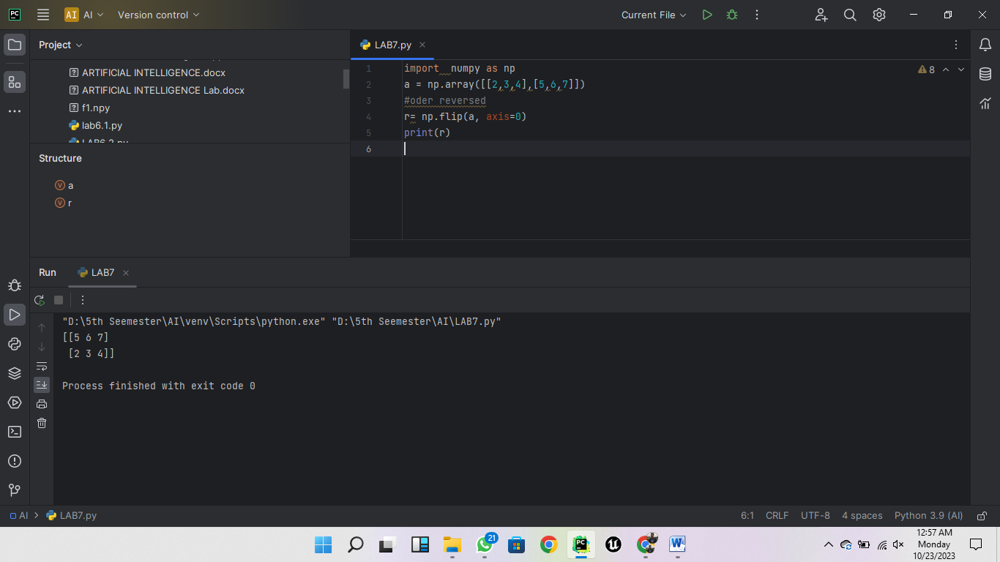 PC AI AI Version control Current File
Project
ARTIFICIAL INTELLIGENCE.docx
ARTIFICIAL INTELLIGENCE Lab.docx
f1.npy
lab6.1.py
LAB6.2.py
Structure
a
r
LAB7.py
8
1 import  numpy as np
2 a = np.array([[2,3,4],[5,6,7]])
3 #oder reversed
4 r= np.flip(a, axis=0)
5 print(r)
6
Run LAB7
"D:\5th Seemester\AI\venv\Scripts\python.exe" "D:\5th Seemester\AI\LAB7.py"
[[5 6 7]
 [2 3 4]]
Process finished with exit code 0
AI LAB7.py 6:1 CRLF UTF-8 4 spaces Python 3.9 (AI)
21
PC
W
12:57 AM
Monday
10/23/2023